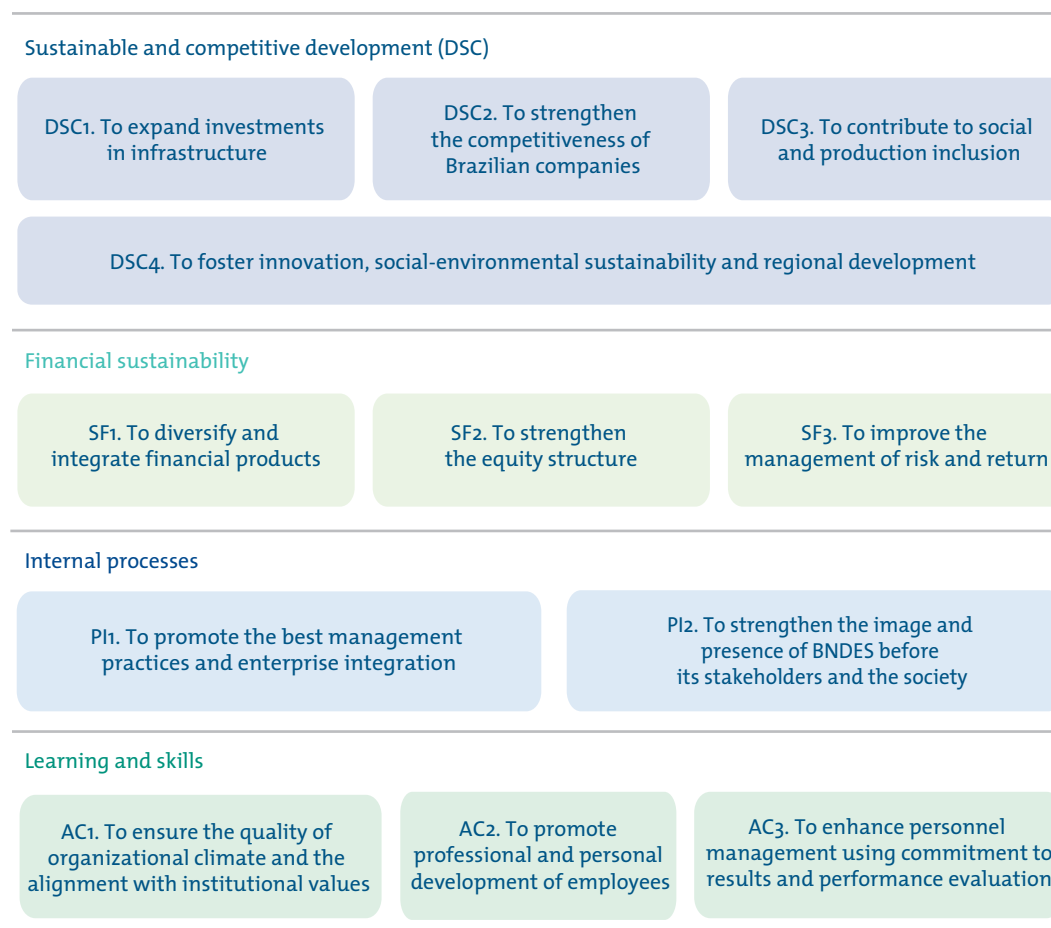 Sustainable and competitive development (DSC)
DSC1. To expand investments
in infrastructure
DSC2. To strengthen
the competitiveness of
Brazilian companies
DSC3. To contribute to social
and production inclusion
DSC4. To foster innovation, social-environmental sustainability and regional development
Financial sustainability
SF1. To diversify and
integrate financial products
SF2. To strengthen
the equity structure
SF3. To improve the
management of risk and return
Internal processes
PI1. To promote the best management
practices and enterprise integration
PI2. To strengthen the image and
presence of BNDES before
its stakeholders and the society
Learning and skills
AC1. To ensure the quality of
organizational climate and the
alignment with institutional values
AC2. To promote
professional and personal
development of employees
AC3. To enhance personnel
management using commitment to
results and performance evaluation